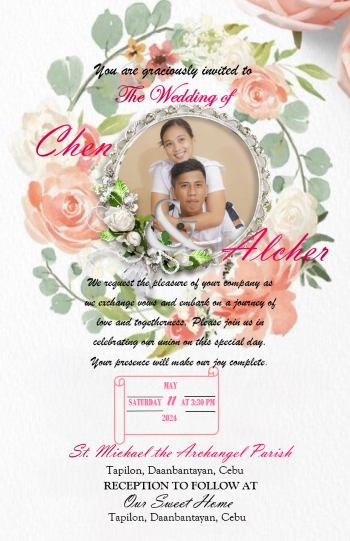 You are graciously invited to
The Wedding of
Chen
&
Alcher
We request the pleasure of your company as
we exchange vows and embark on a journey of
love and togetherness. Please join us in
celebrating our union on this special day.
Your presence will make our joy complete.
MAY
SATURDAY 11 AT 3:30 PM
2024
St. Michael the Archangel Parish
Tapilon, Daanbantayan, Cebu
RECEPTION TO FOLLOW AT
Our Sweet Home
Tapilon, Daanbantayan, Cebu